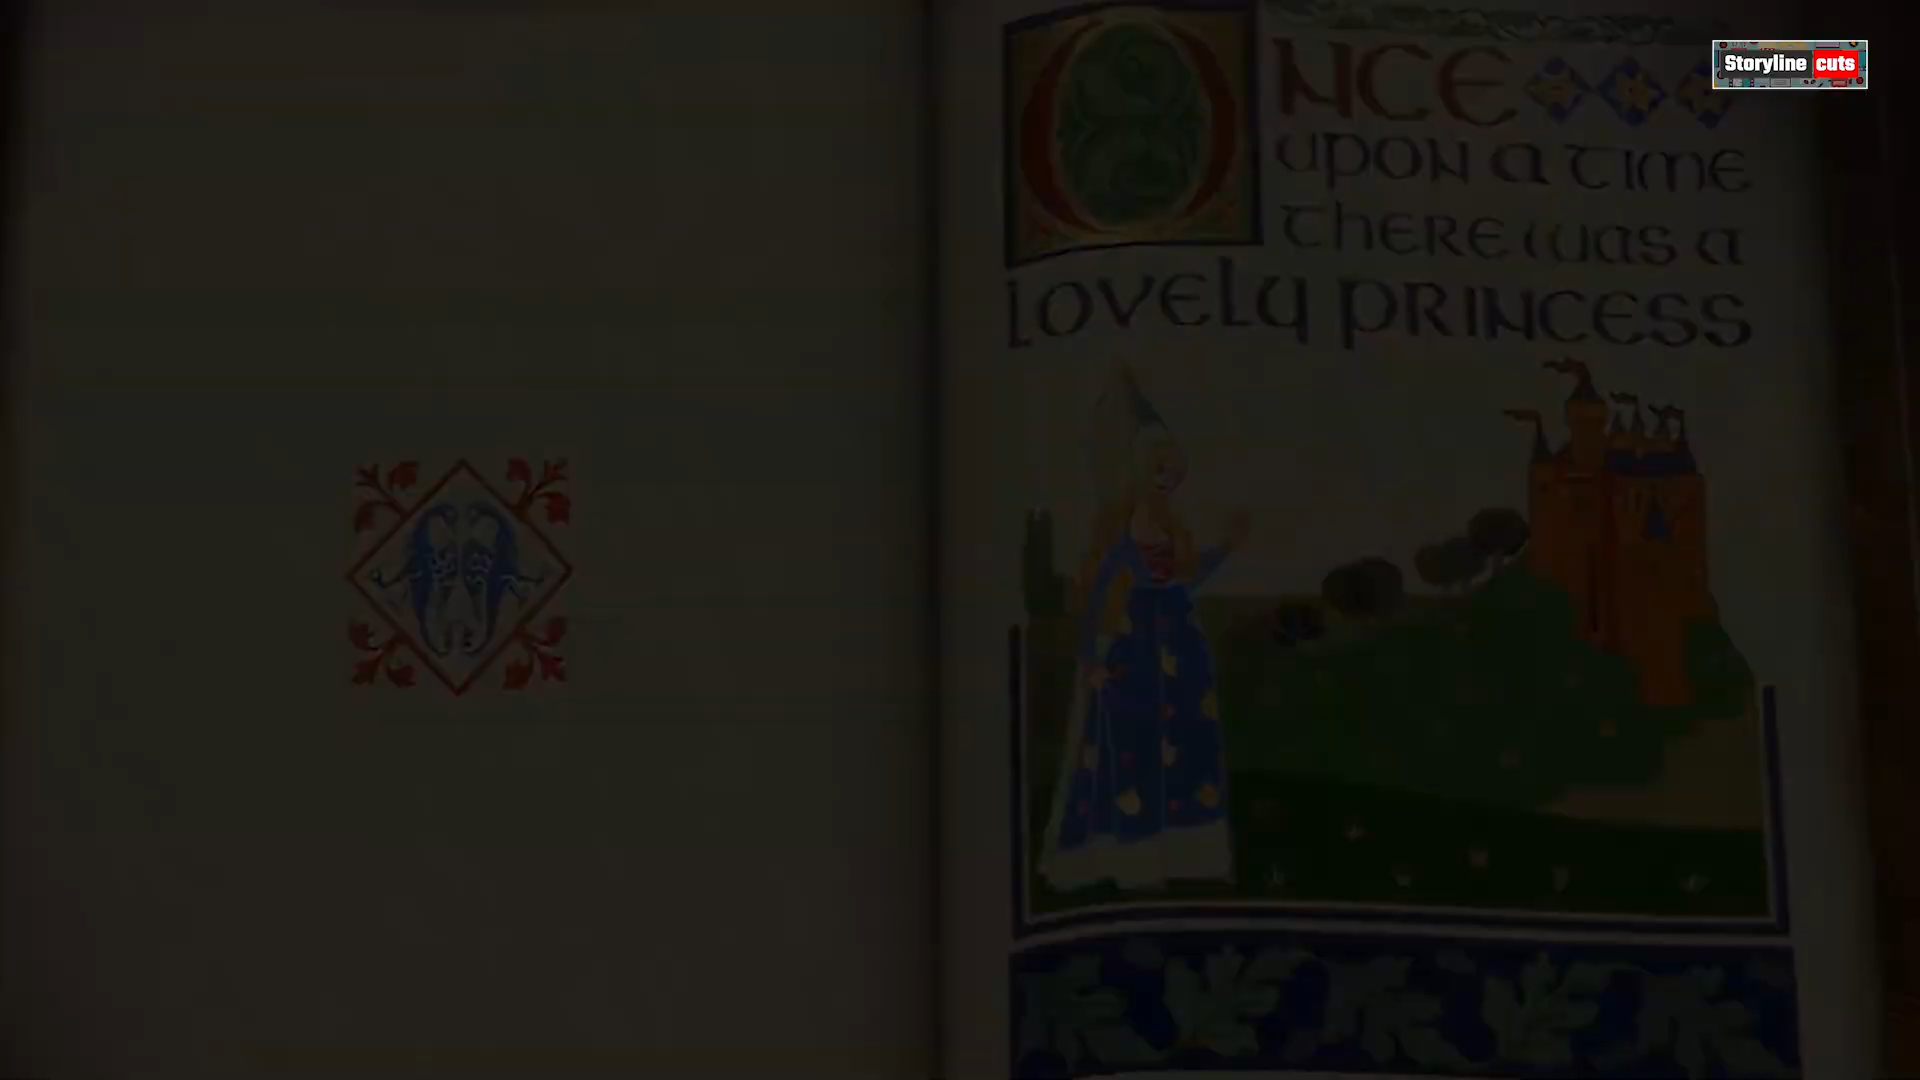 ONCE
upon a time
there was a
lovely princess
Storyline cuts